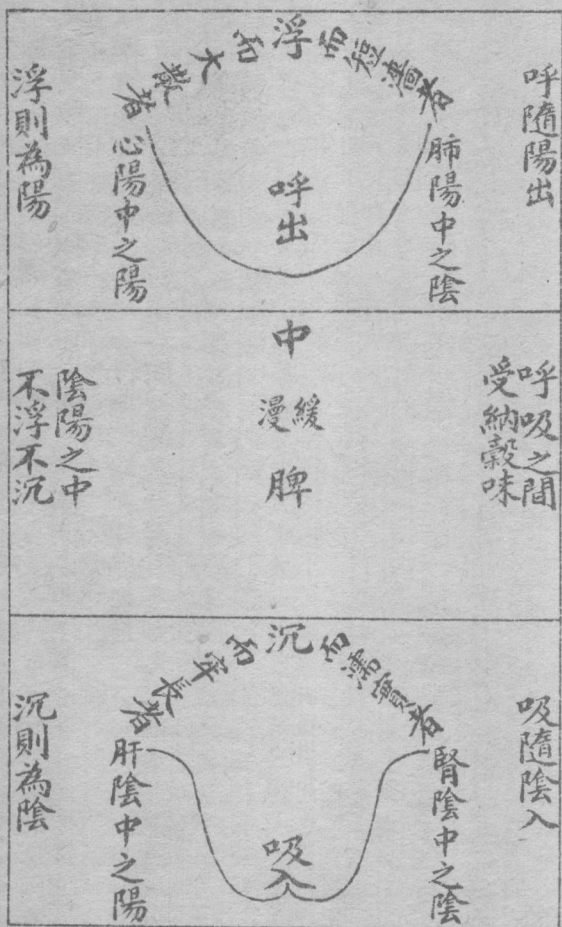 呼隨陽出
浮而短濇者
肺陽中之陰
呼出
浮而大散者
心陽中之陽
浮則為陽
呼吸之間
受納穀味
中
緩
漫
脾
陰陽之中
不浮不沉
吸隨陰入
沉而濡實者
腎陰中之陰
吸入
沉而牢長者
肝陰中之陽
沉則為陰